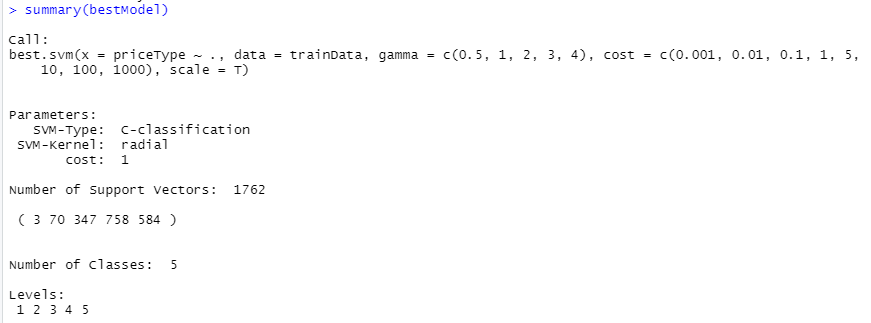 > summary(bestModel)
Call:
best.svm(x = priceType ~ ., data = trainData, gamma = c(0.5, 1, 2, 3, 4), cost = c(0.001, 0.01, 0.1, 1, 5,
    10, 100, 1000), scale = T)
Parameters:
   SVM-Type:  C-classification
 SVM-Kernel:  radial
       cost:  1
Number of Support Vectors:  1762
 ( 3 70 347 758 584 )
Number of Classes:  5
Levels:
 1 2 3 4 5